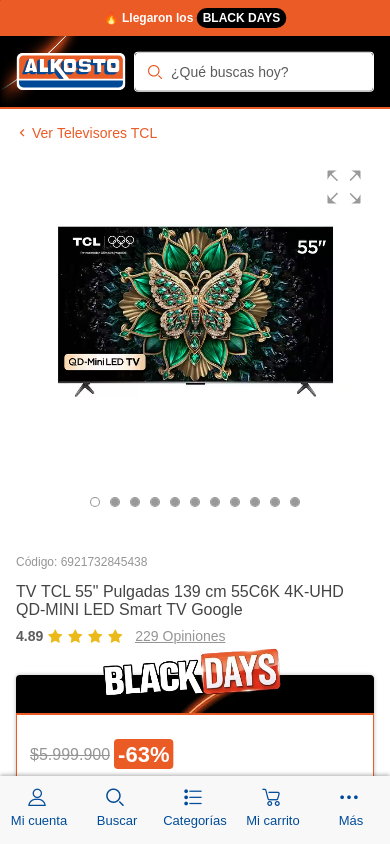 🔥 Llegaron los BLACK DAYS
ALKOSTO
¿Qué buscas hoy?
Ver Televisores TCL
TCL
55"
QD-MiniLED TV
Código: 6921732845438
TV TCL 55" Pulgadas 139 cm 55C6K 4K-UHD
QD-MINI LED Smart TV Google
4.89
229 Opiniones
BLACK DAYS
$5.999.900 -63%
Mi cuenta
Buscar
Categorías
Mi carrito
Más